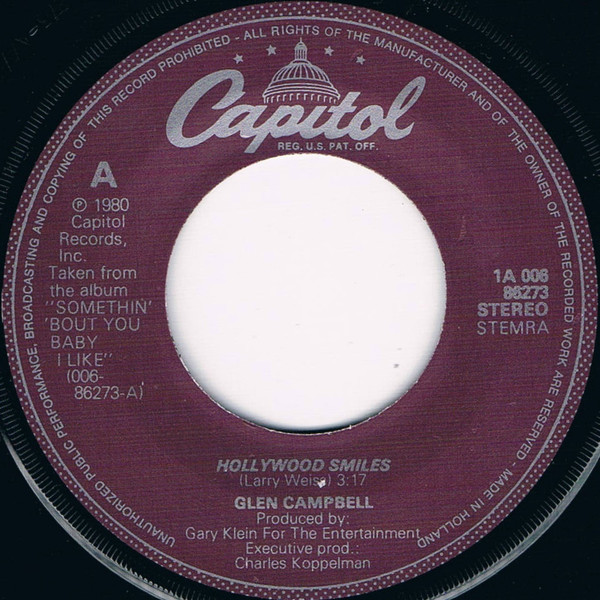 UNAUTHORIZED PUBLIC PERFORMANCE, BROADCASTING AND COPYING OF THIS RECORD PROHIBITED - ALL RIGHTS OF THE MANUFACTURER AND OF THE OWNER OF THE RECORDED WORK ARE RESERVED - MADE IN HOLLAND
Capitol
REG. U.S. PAT. OFF.
A
℗ 1980
Capitol
Records,
Inc.
Taken from
the album
"SOMETHIN'
'BOUT YOU
BABY
I LIKE"
(006-
86273-A)
1A 006
86273
STEREO
STEMRA
HOLLYWOOD SMILES
(Larry Weiss) 3:17
GLEN CAMPBELL
Produced by:
Gary Klein For The Entertainment
Executive prod.:
Charles Koppelman